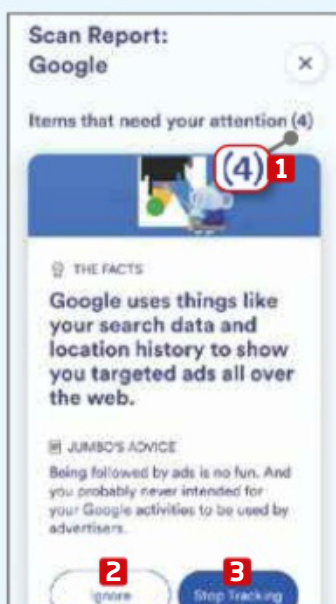 Scan Report:
Google
×
Items that need your attention (4)
(4) 1
THE FACTS
Google uses things like
your search data and
location history to show
you targeted ads all over
the web.
JUMBO'S ADVICE
Being followed by ads is no fun. And
you probably never intended for
your Google activities to be used by
advertisers.
2 3
Ignore Stop Tracking